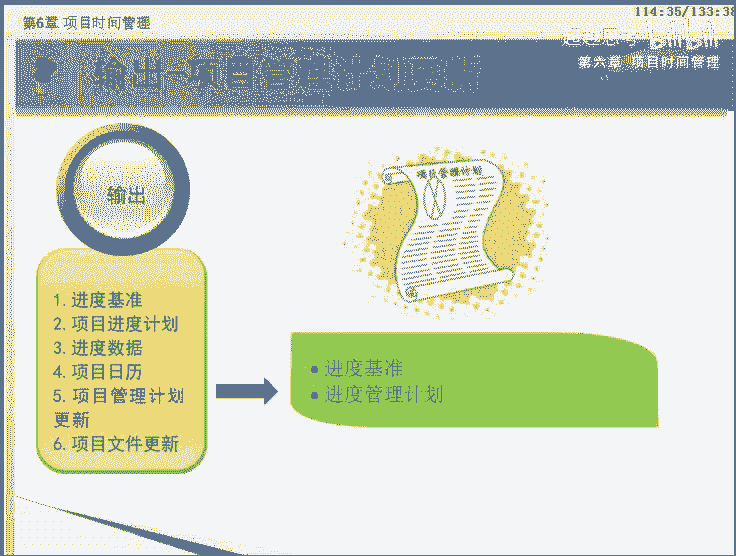 第6章 项目时间管理
114:35/133:38
第六章 项目时间管理
输出-项目管理计划更新
输出
1.进度基准
2.项目进度计划
3.进度数据
4.项目日历
5.项目管理计划
更新
6.项目文件更新
项目管理计划
●进度基准
●进度管理计划